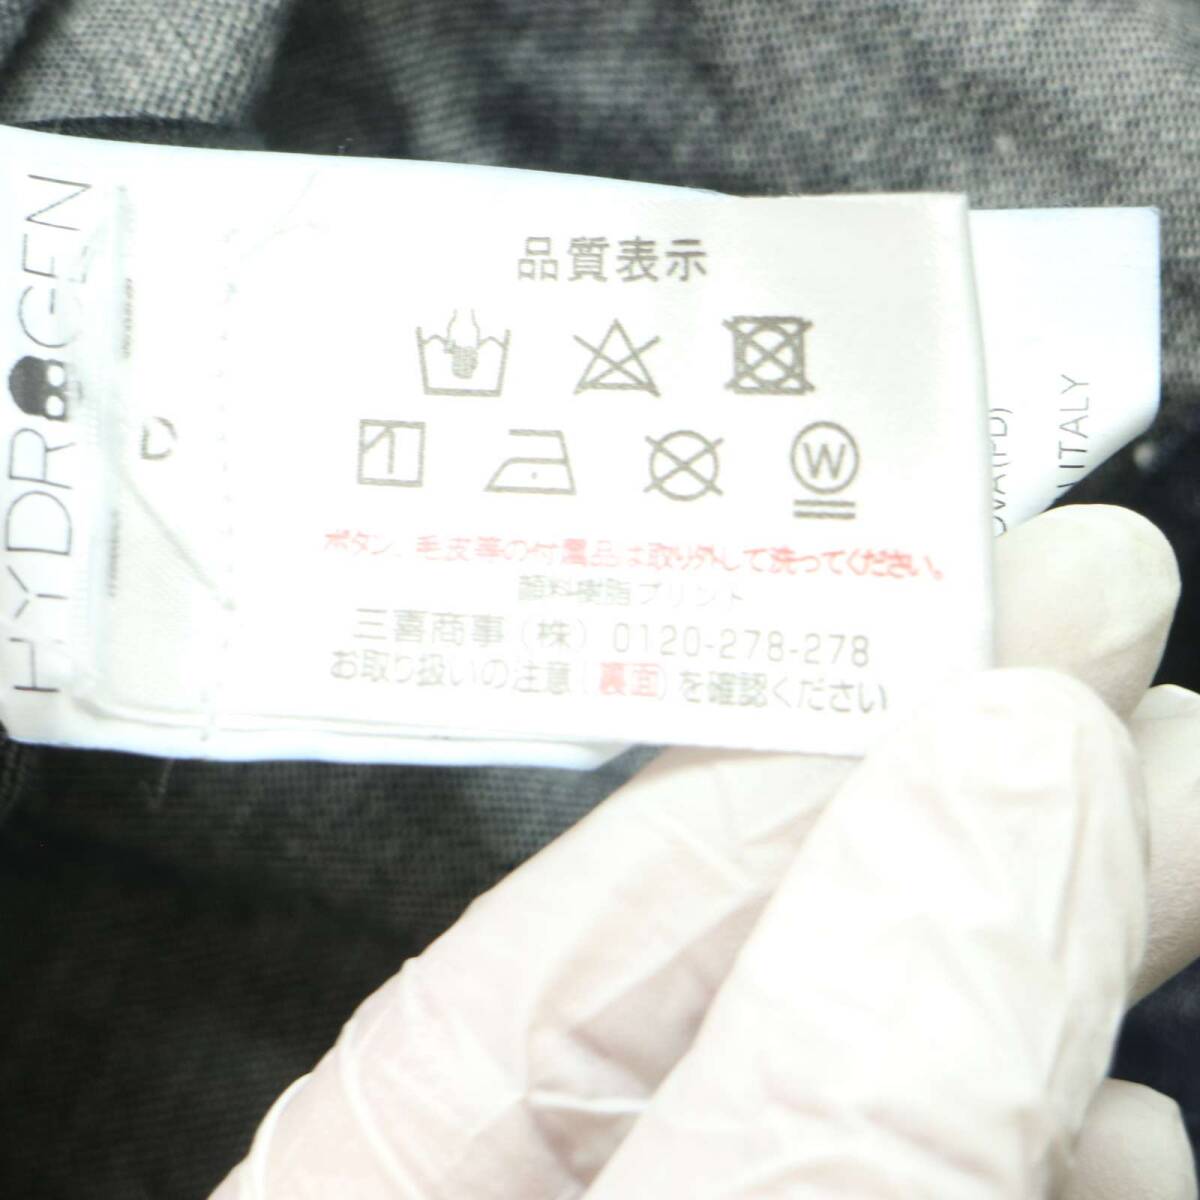 HYDROGEN
品質表示
W
ボタン、毛皮等の付属品は取り外して洗ってください。
顔料樹脂プリント
三喜商事（株） 0120-278-278
お取り扱いの注意(裏面)を確認ください
OVA(PD)
ITALY